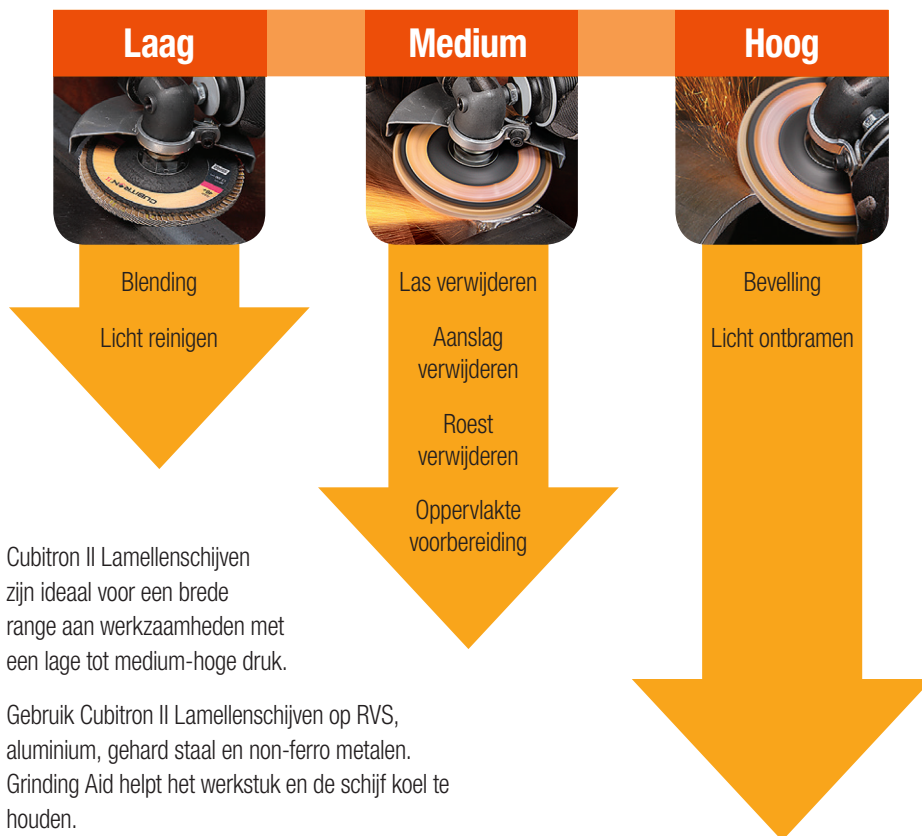 Laag
Medium
Hoog
CUBITRON
Blending
Licht reinigen
Las verwijderen
Aanslag
verwijderen
Roest
verwijderen
Oppervlakte
voorbereiding
Bevelling
Licht ontbramen
Cubitron II Lamellenschijven
zijn ideaal voor een brede
range aan werkzaamheden met
een lage tot medium-hoge druk.
Gebruik Cubitron II Lamellenschijven op RVS,
aluminium, gehard staal en non-ferro metalen.
Grinding Aid helpt het werkstuk en de schijf koel te
houden.